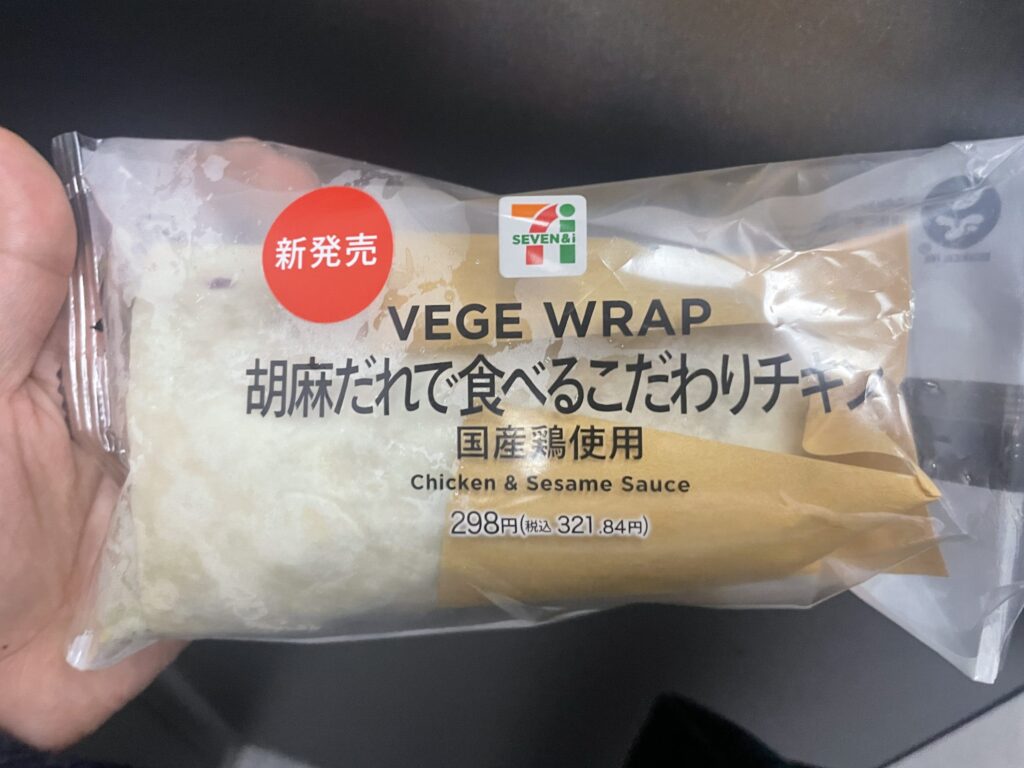 新発売
SEVEN&i
VEGE WRAP
胡麻だれで食べるこだわりチキン
国産鶏使用
Chicken & Sesame Sauce
298円(税込 321.84円)